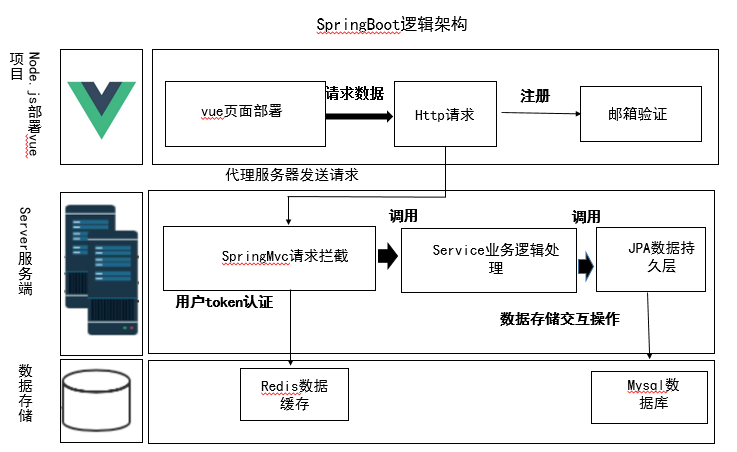 SpringBoot逻辑架构
Node.js部署vue
项目
vue页面部署
请求数据
Http请求
注册
邮箱验证
代理服务器发送请求
Server服务端
SpringMvc请求拦截
调用
Service业务逻辑处
理
调用
JPA数据持
久层
用户token认证
数据存储交互操作
数据存储
Redis数据
缓存
Mysql数
据库